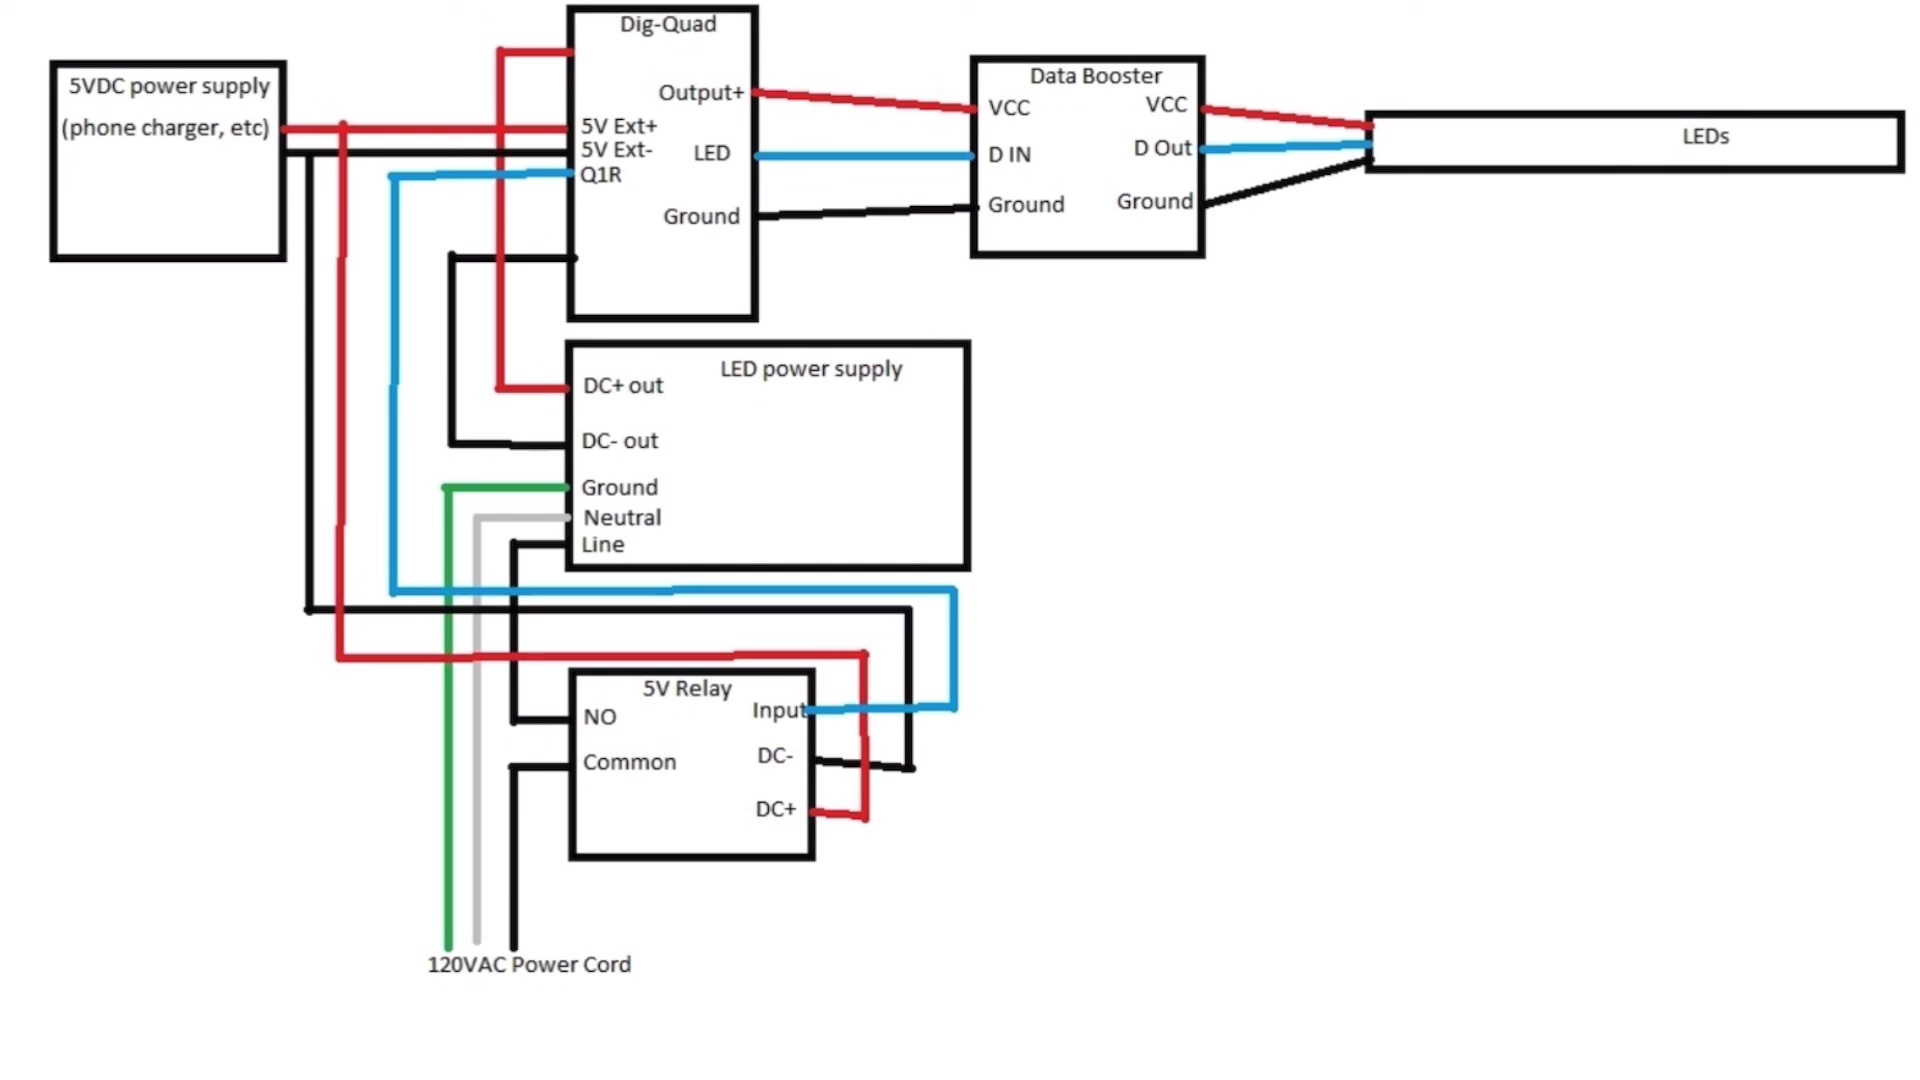 5VDC power supply
(phone charger, etc)
Dig-Quad
Output+
5V Ext+
5V Ext-
LED
Q1R
Ground
Data Booster
VCC
VCC
D IN
D Out
Ground
Ground
LEDs
LED power supply
DC+ out
DC- out
Ground
Neutral
Line
5V Relay
NO
Input
Common
DC-
DC+
120VAC Power Cord